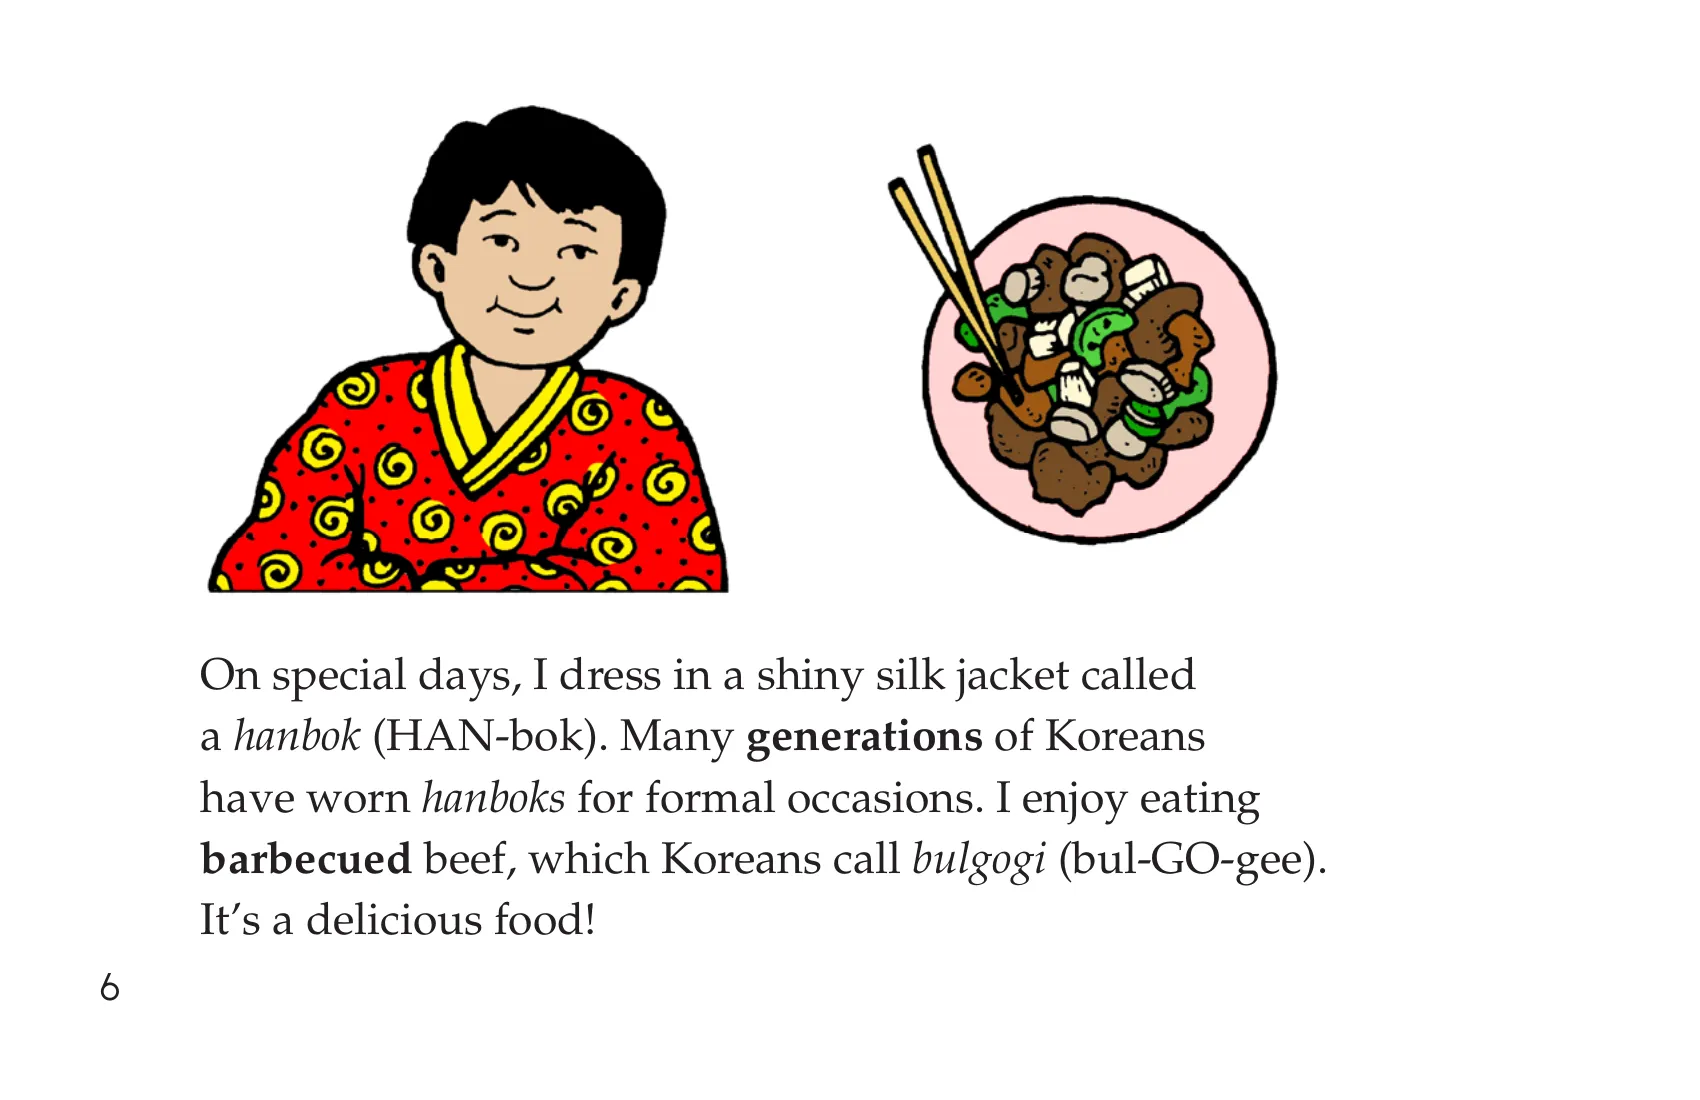 On special days, I dress in a shiny silk jacket called
a hanbok (HAN-bok). Many generations of Koreans
have worn hanboks for formal occasions. I enjoy eating
barbecued beef, which Koreans call bulgogi (bul-GO-gee).
It’s a delicious food!
6